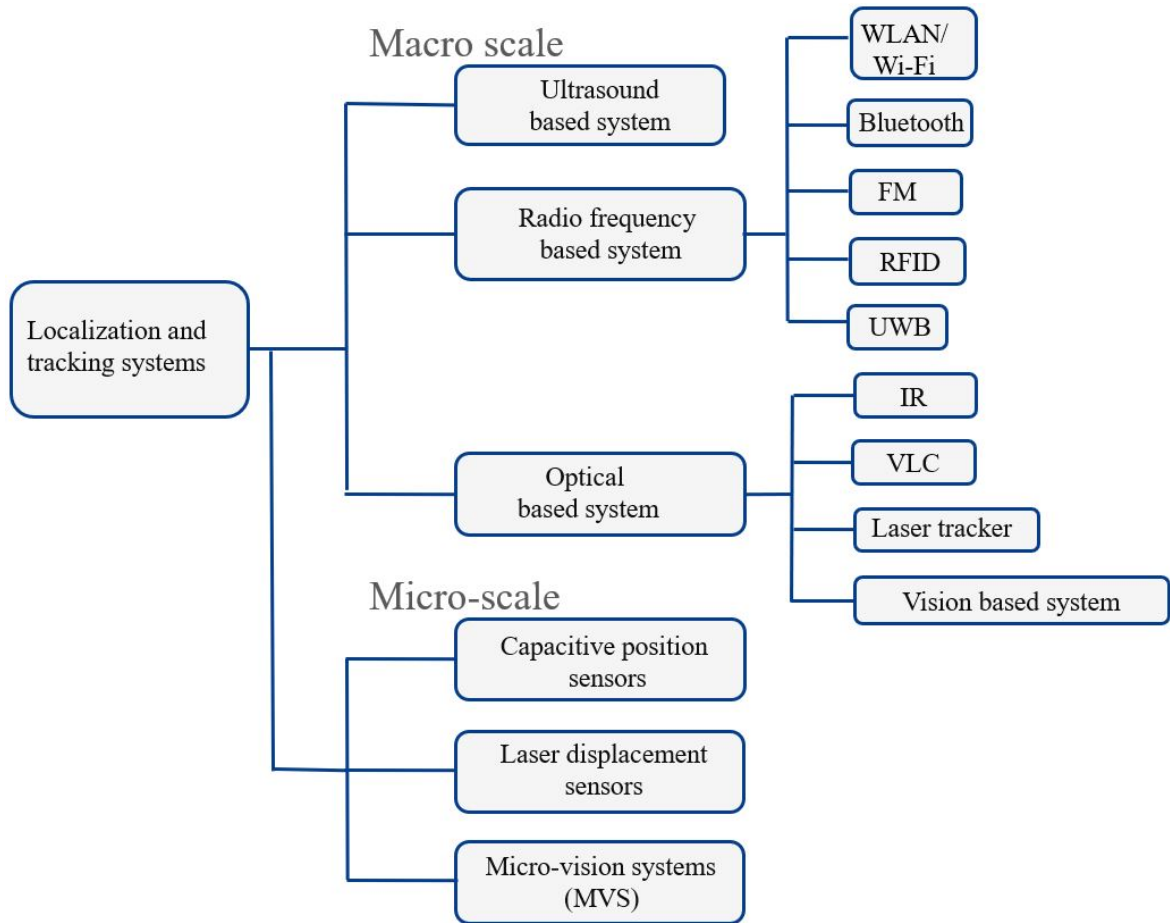 Macro scale
WLAN/
Wi-Fi
Ultrasound
based system
Bluetooth
FM
Radio frequency
based system
RFID
UWB
Localization and
tracking systems
IR
VLC
Optical
based system
Laser tracker
Vision based system
Micro-scale
Capacitive position
sensors
Laser displacement
sensors
Micro-vision systems
(MVS)